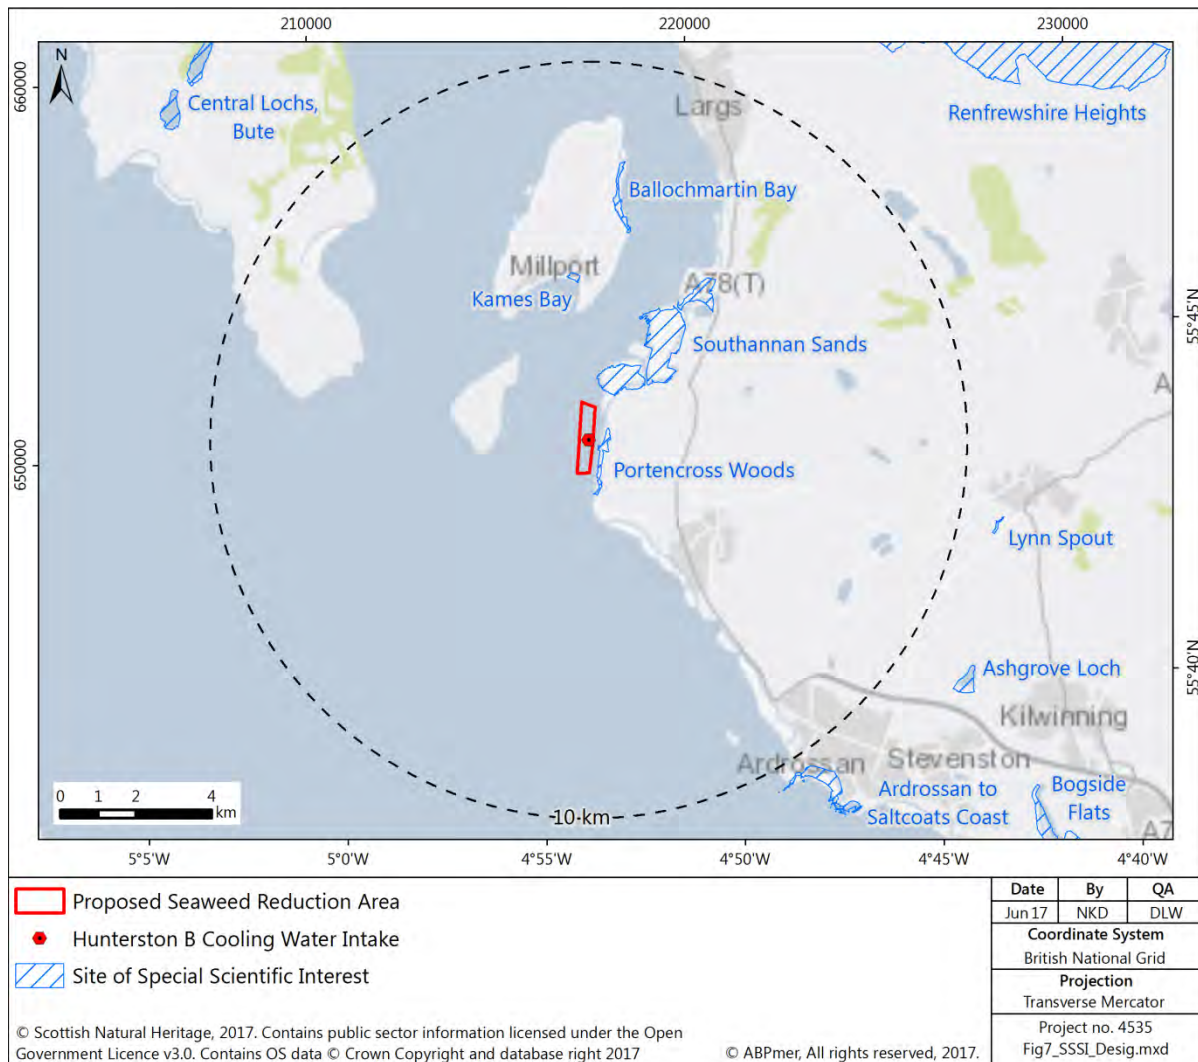 210000
220000
230000
660000
650000
N
Central Lochs,
Bute
Largs
Renfrewshire Heights
Ballochmartin Bay
Millport
A78(T)
Kames Bay
Southannan Sands
55°45'N
A
Portencross Woods
Lynn Spout
Ashgrove Loch
55°40'N
Kilwinning
Ardrossan
Stevenston
Ardrossan to
Saltcoats Coast
Bogside
Flats
A7
0 1 2 4
km
10 km
5°5'W
5°0'W
4°55'W
4°50'W
4°45'W
4°40'W
Proposed Seaweed Reduction Area
Hunterston B Cooling Water Intake
Site of Special Scientific Interest
© Scottish Natural Heritage, 2017. Contains public sector information licensed under the Open
Government Licence v3.0. Contains OS data © Crown Copyright and database right 2017
© ABPmer, All rights reserved, 2017.
Date By QA
Jun 17 NKD DLW
Coordinate System
British National Grid
Projection
Transverse Mercator
Project no. 4535
Fig7_SSSI_Desig.mxd